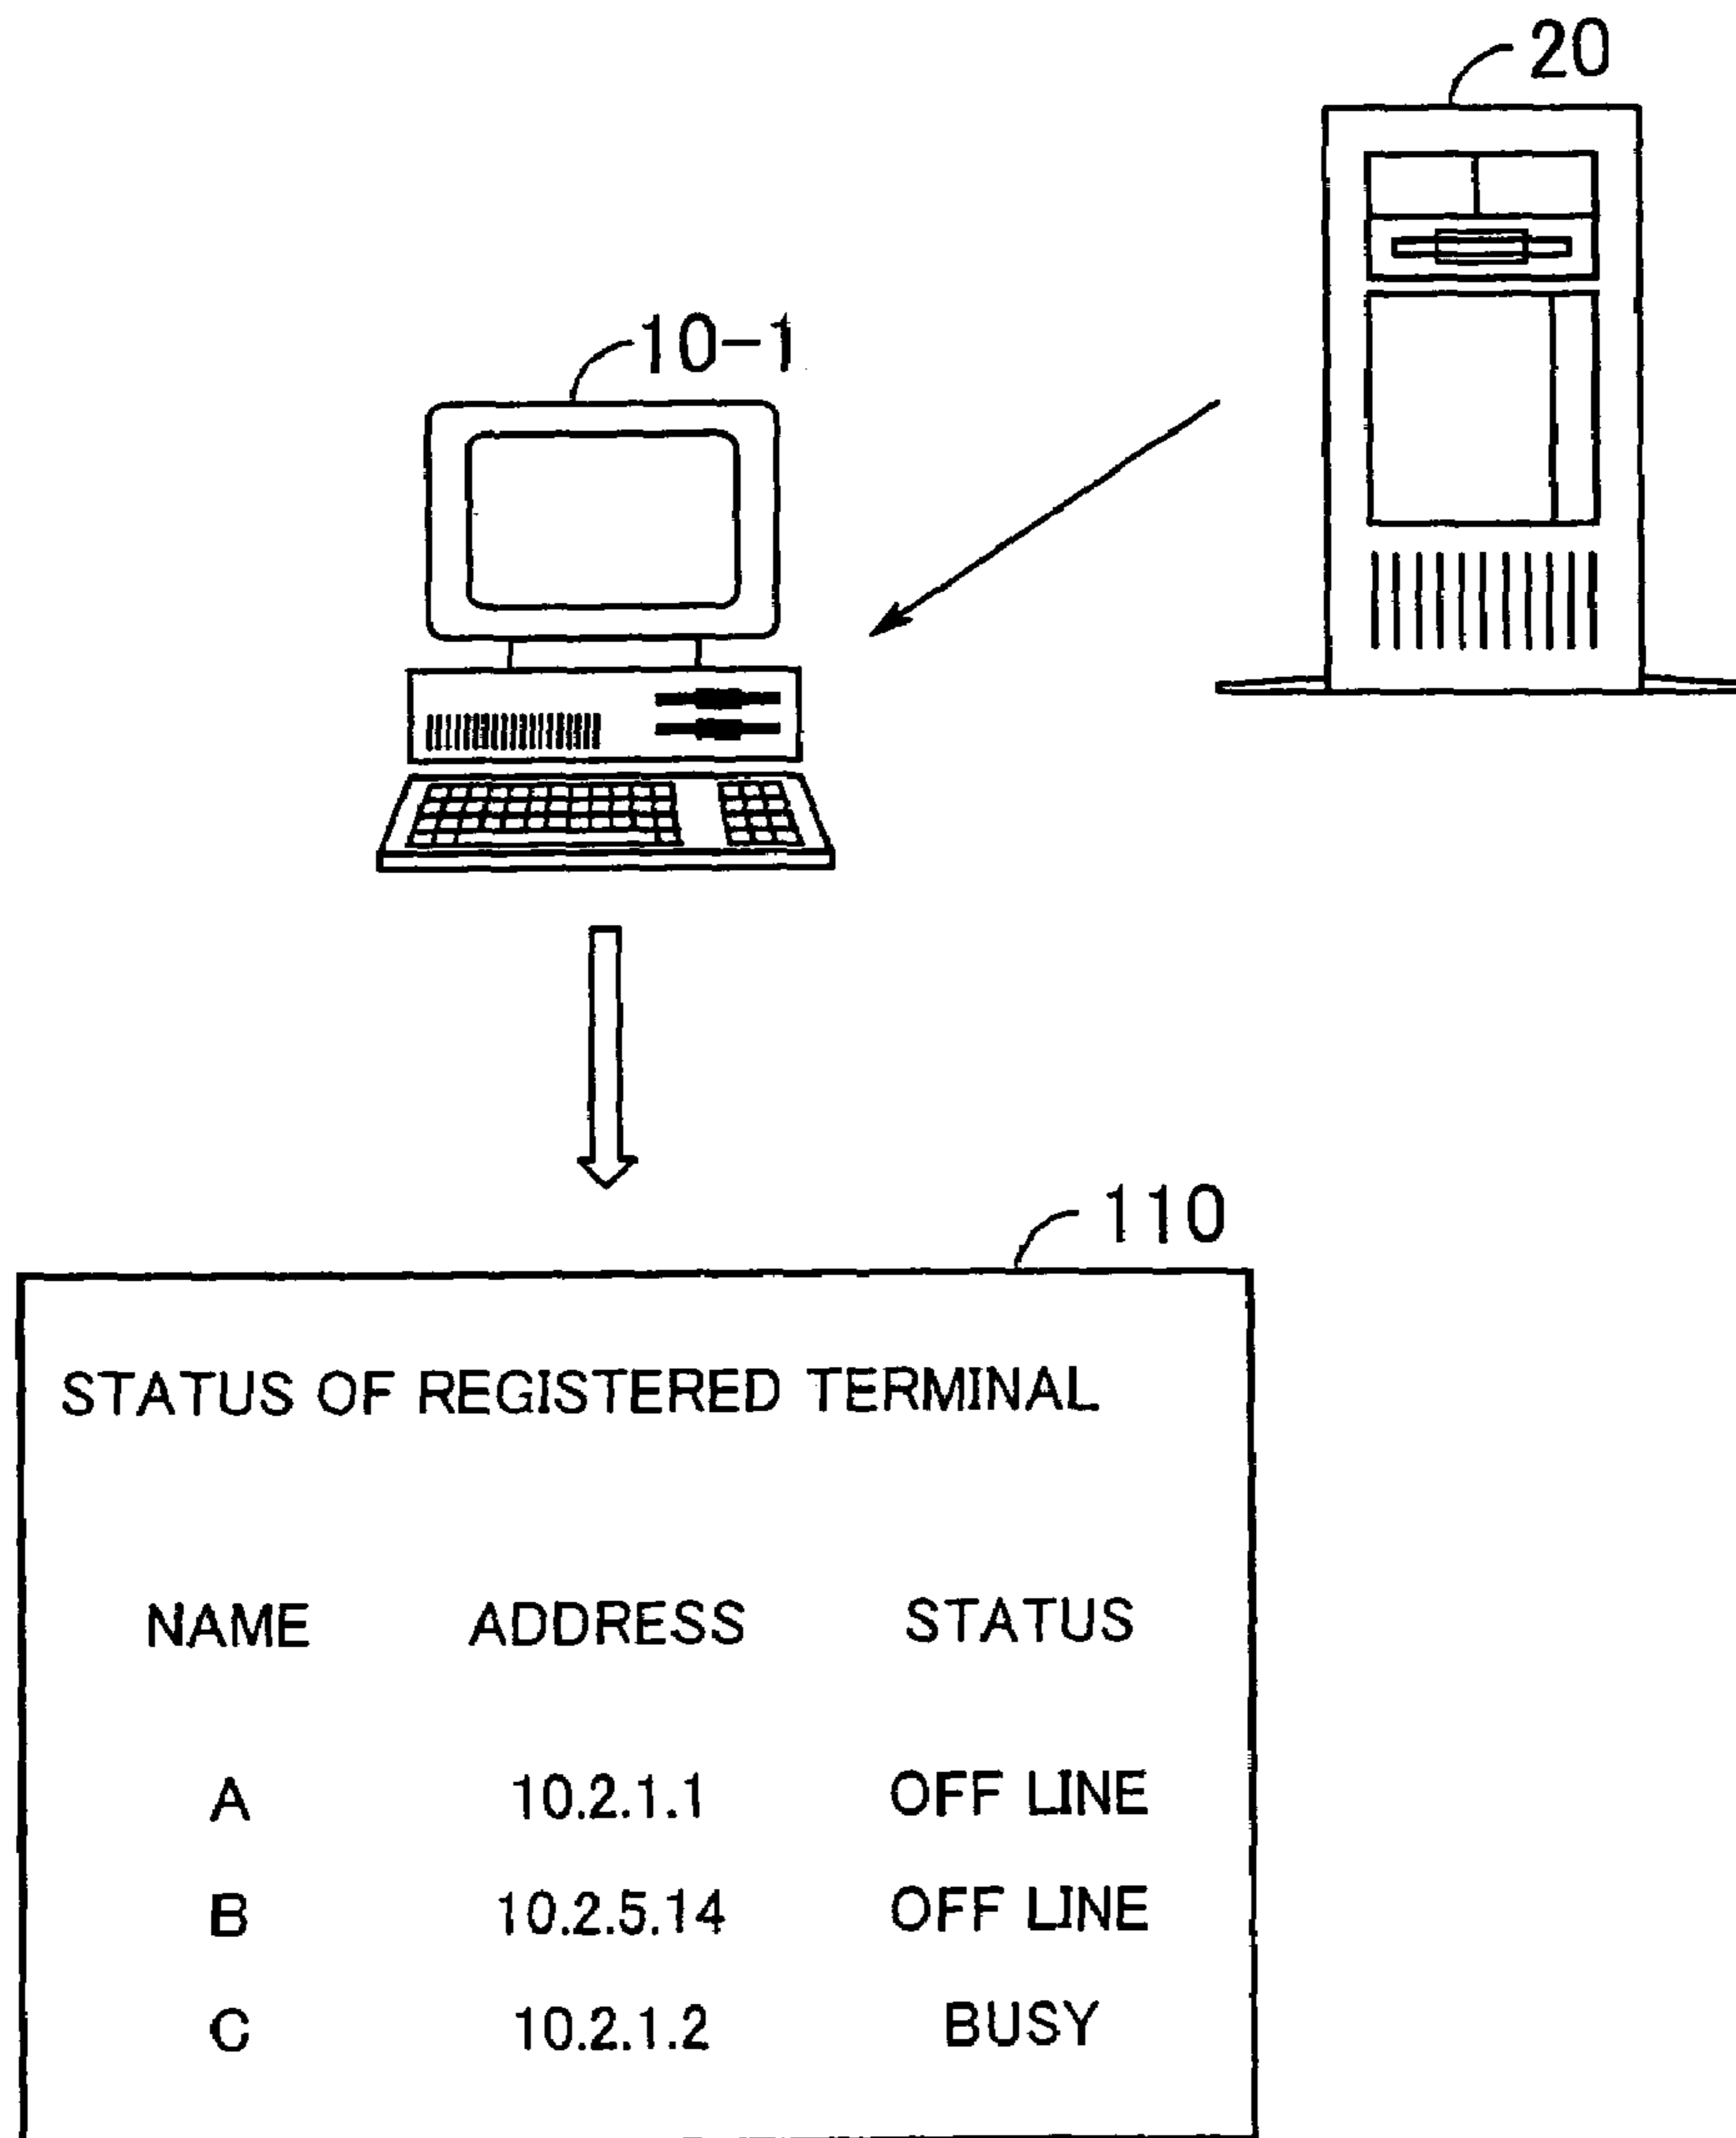 20
10-1
110
STATUS OF REGISTERED TERMINAL
NAME ADDRESS STATUS
A 10.2.1.1 OFF LINE
B 10.2.5.14 OFF LINE
C 10.2.1.2 BUSY